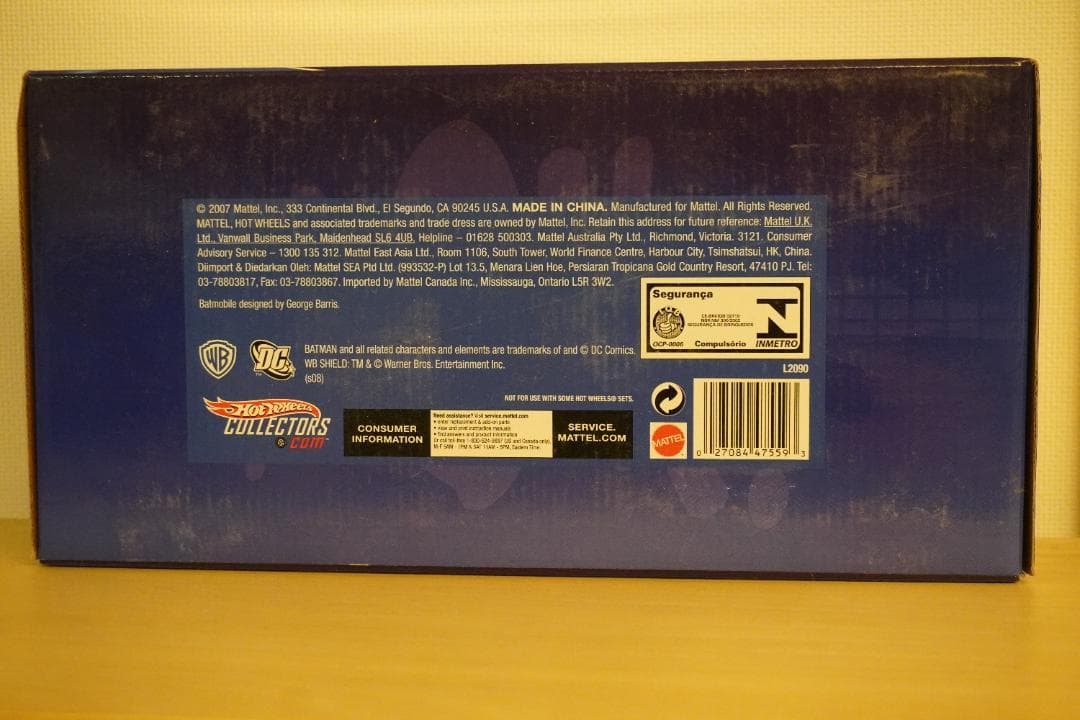 © 2007 Mattel, Inc., 333 Continental Blvd., El Segundo, CA 90245 U.S.A. MADE IN CHINA. Manufactured for Mattel. All Rights Reserved.
MATTEL, HOT WHEELS and associated trademarks and trade dress are owned by Mattel, Inc. Retain this address for future reference: Mattel U.K.
Ltd., Vanwall Business Park, Maidenhead SL6 4UB, Helpline – 01628 500303. Mattel Australia Pty Ltd., Richmond, Victoria. 3121. Consumer
Advisory Service – 1300 135 312. Mattel East Asia Ltd., Room 1106, South Tower, World Finance Centre, Harbour City, Tsimshatsui, HK, China.
Diimport & Diedarkan Oleh: Mattel SEA Ptd Ltd. (993532-P) Lot 13.5, Menara Lien Hoe, Persiaran Tropicana Gold Country Resort, 47410 PJ. Tel:
03-78803817, Fax: 03-78803867. Imported by Mattel Canada Inc., Mississauga, Ontario L5R 3W2.
Batmobile designed by George Barris.
Segurança
SEGURANÇA DE BRINQUEDOS
Compulsório
INMETRO
L2090
WB
DC
BATMAN and all related characters and elements are trademarks of and © DC Comics.
WB SHIELD: TM & © Warner Bros. Entertainment Inc.
(s08)
Hot Wheels
COLLECTORS
.com
NOT FOR USE WITH SOME HOT WHEELS® SETS.
CONSUMER
INFORMATION
Need assistance? Visit service.mattel.com
SERVICE.
MATTEL.COM
MATTEL
0 27084 47559 3